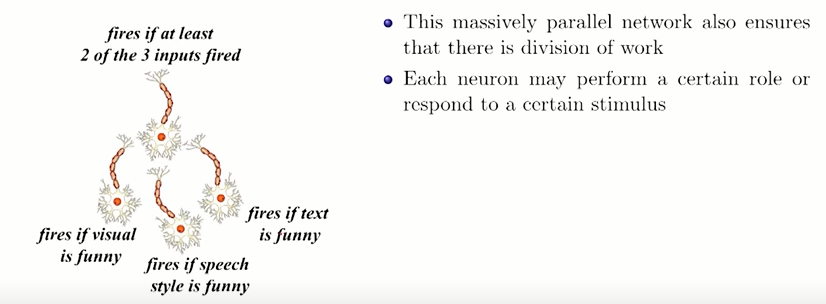 fires if at least
2 of the 3 inputs fired
fires if visual
is funny
fires if speech
style is funny
fires if text
is funny
This massively parallel network also ensures
that there is division of work
Each neuron may perform a certain role or
respond to a certain stimulus